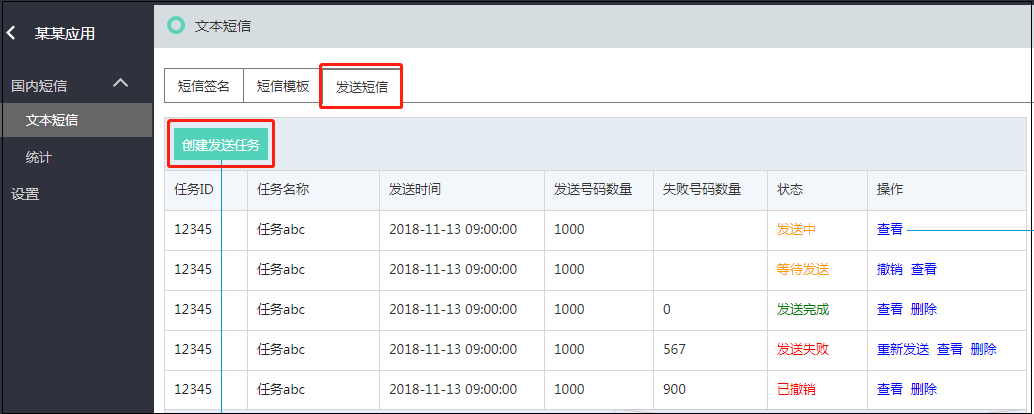 某某应用
文本短信
国内短信
文本短信
统计
设置
短信签名 短信模板 发送短信
创建发送任务
任务ID 任务名称 发送时间 发送号码数量 失败号码数量 状态 操作
12345 任务abc 2018-11-13 09:00:00 1000 发送中 查看
12345 任务abc 2018-11-13 09:00:00 1000 等待发送 撤销 查看
12345 任务abc 2018-11-13 09:00:00 1000 0 发送完成 查看 删除
12345 任务abc 2018-11-13 09:00:00 1000 567 发送失败 重新发送 查看 删除
12345 任务abc 2018-11-13 09:00:00 1000 900 已撤销 查看 删除